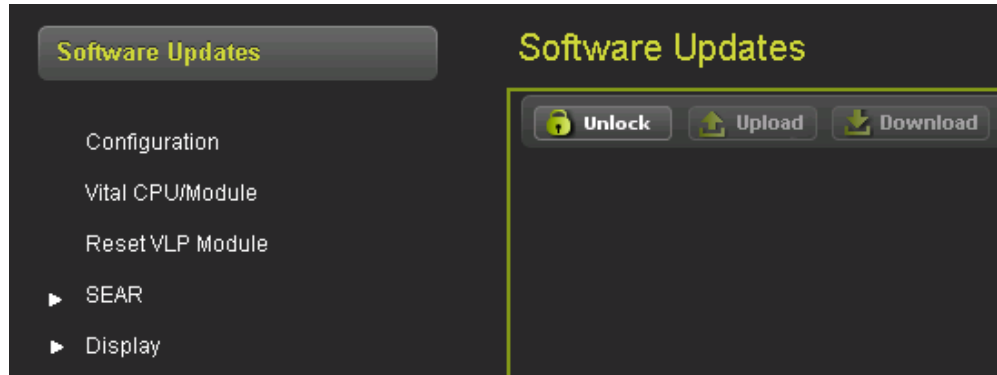 Software Updates
Configuration
Vital CPU/Module
Reset VLP Module
SEAR
Display
Software Updates
Unlock Upload Download